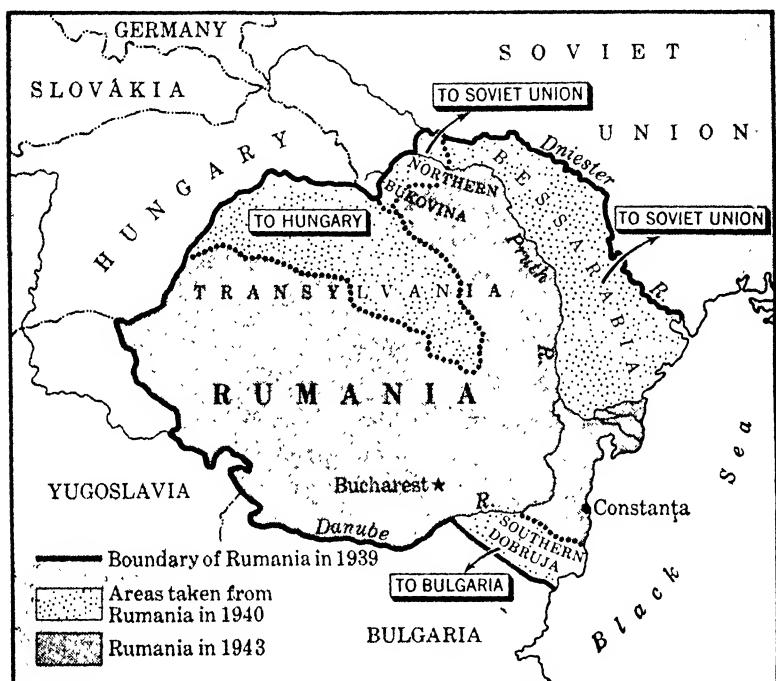 GERMANY
SOVIET
SLOVAKIA
TO SOVIET UNION
UNION
HUNGARY
Dniester
R.
BESSARABIA
NORTHERN
BUKOVINA
TO HUNGARY
TO SOVIET UNION
Pruth
R.
TRANSYLVANIA
RUMANIA
Bucharest
YUGOSLAVIA
Danube
R.
Constanţa
SOUTHERN
DOBRUJA
Black Sea
Boundary of Rumania in 1939
Areas taken from
Rumania in 1940
TO BULGARIA
Rumania in 1943
BULGARIA